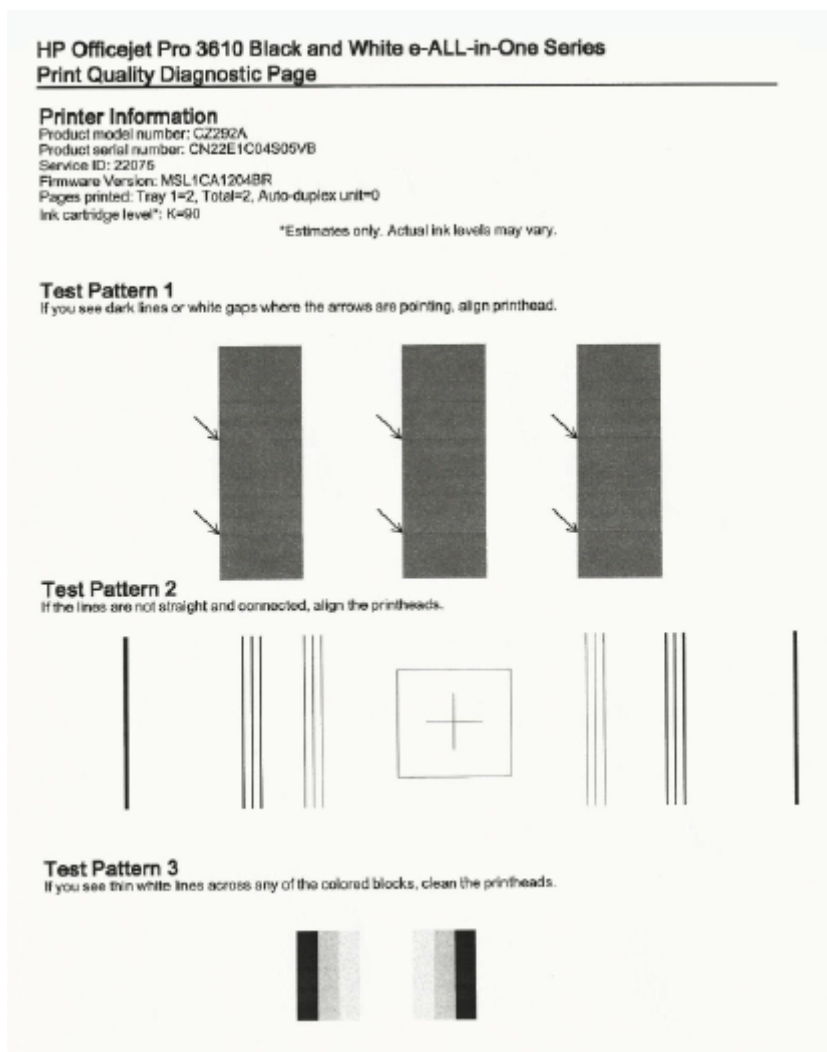 HP Officejet Pro 3610 Black and White e-ALL-in-One Series
Print Quality Diagnostic Page
Printer Information
Product model number: CZ292A
Product serial number: CN22E1C04S05VB
Service ID: 22075
Firmware Version: MSL1CA1204BR
Pages printed: Tray 1=2, Total=2, Auto-duplex unit=0
Ink cartridge level*: K=90
*Estimates only. Actual ink levels may vary.
Test Pattern 1
If you see dark lines or white gaps where the arrows are pointing, align printhead.
Test Pattern 2
If the lines are not straight and connected, align the printheads.
Test Pattern 3
If you see thin white lines across any of the colored blocks, clean the printheads.